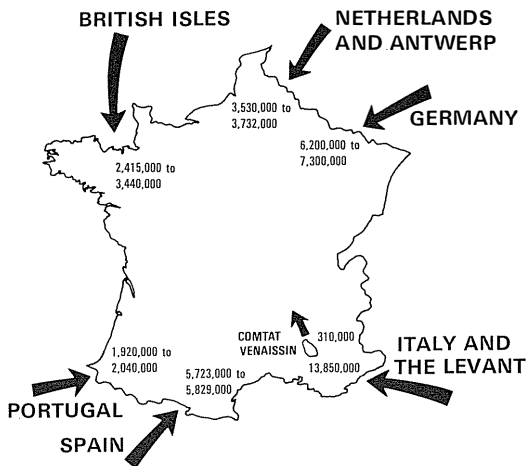 BRITISH ISLES
NETHERLANDS
AND ANTWERP
3,530,000 to
3,732,000
GERMANY
6,200,000 to
7,300,000
2,415,000 to
3,440,000
COMTAT
VENAISSIN
310,000
13,850,000
ITALY AND
THE LEVANT
1,920,000 to
2,040,000
5,723,000 to
5,829,000
PORTUGAL
SPAIN